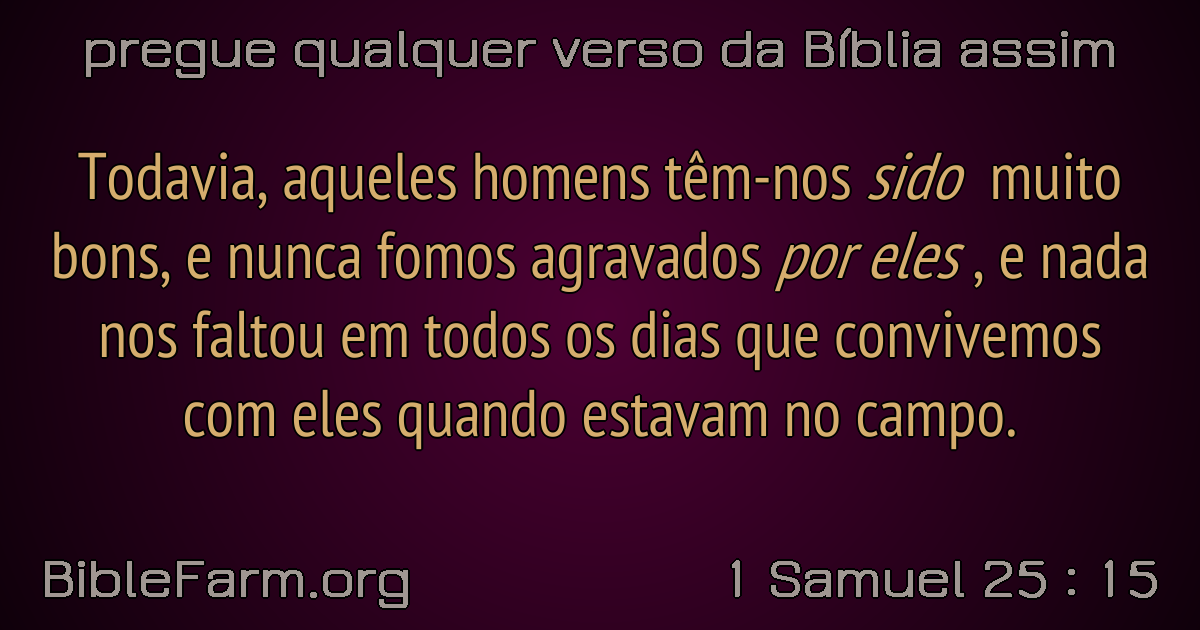 pregue qualquer verso da Bíblia assim
Todavia, aqueles homens têm-nos sido muito
bons, e nunca fomos agravados por eles , e nada
nos faltou em todos os dias que convivemos
com eles quando estavam no campo.
BibleFarm.org
1 Samuel 25 : 15